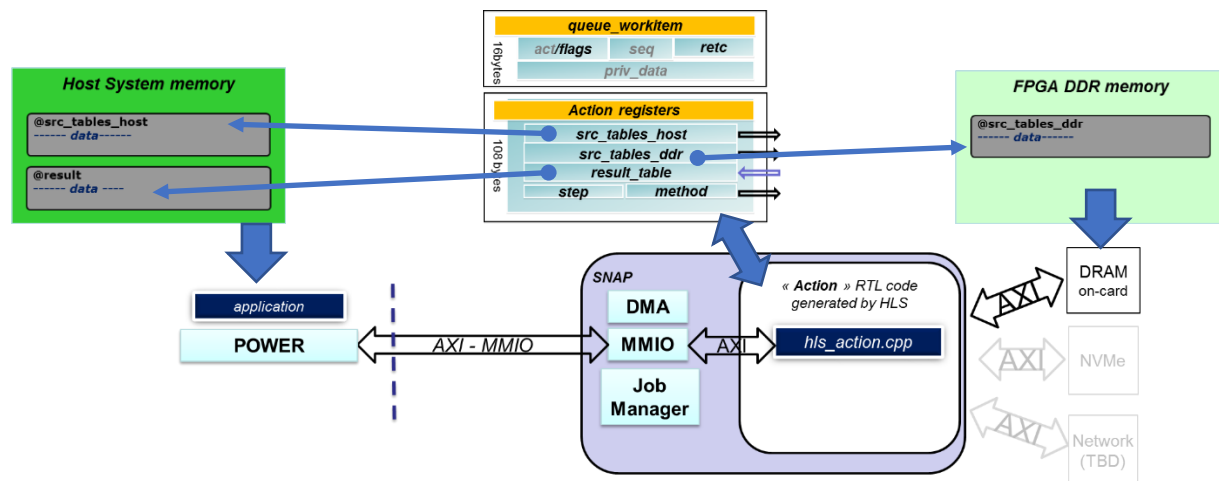 queue_workitem
16bytes
act/flags
seq
retc
priv_data
Host System memory
@src_tables_host
------ data------
@result
------ data ----
Action registers
108 bytes
src_tables_host
src_tables_ddr
result_table
step
method
FPGA DDR memory
@src_tables_ddr
------ data------
application
POWER
AXI - MMIO
SNAP
DMA
MMIO
Job
Manager
AXI
« Action » RTL code
generated by HLS
hls_action.cpp
AXI
DRAM
on-card
AXI
NVMe
AXI
Network
(TBD)